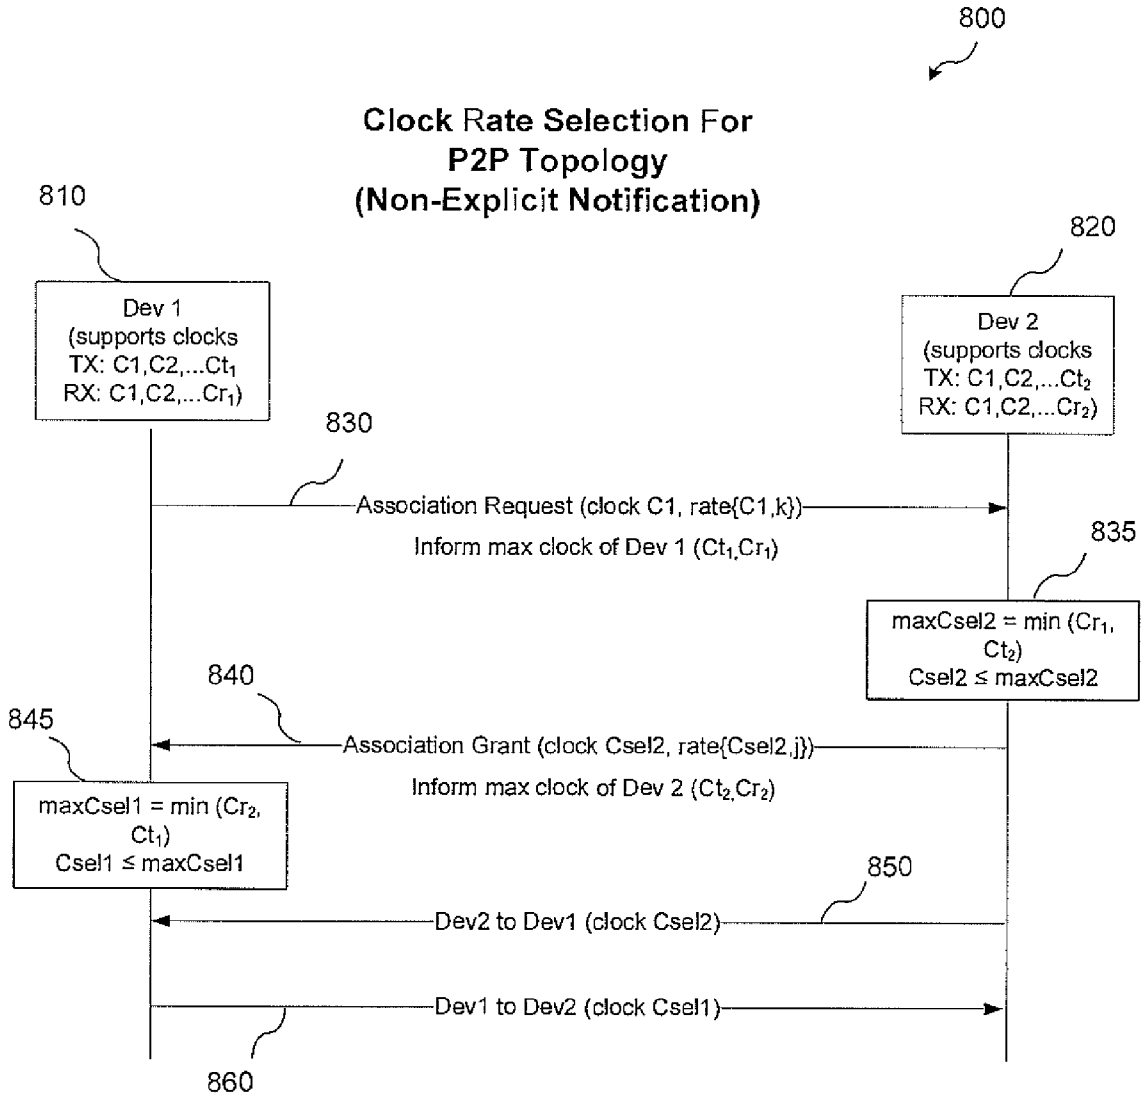 800
Clock Rate Selection For
P2P Topology
(Non-Explicit Notification)
810
820
Dev 1
(supports clocks
TX: C1,C2,...Ct₁
RX: C1,C2,...Cr₁)
Dev 2
(supports clocks
TX: C1,C2,...Ct₂
RX: C1,C2,...Cr₂)
830
Association Request (clock C1, rate{C1,k})
Inform max clock of Dev 1 (Ct₁,Cr₁)
835
maxCsel2 = min (Cr₁,
Ct₂)
Csel2 ≤ maxCsel2
840
Association Grant (clock Csel2, rate{Csel2,j})
Inform max clock of Dev 2 (Ct₂,Cr₂)
845
maxCsel1 = min (Cr₂,
Ct₁)
Csel1 ≤ maxCsel1
850
Dev2 to Dev1 (clock Csel2)
Dev1 to Dev2 (clock Csel1)
860